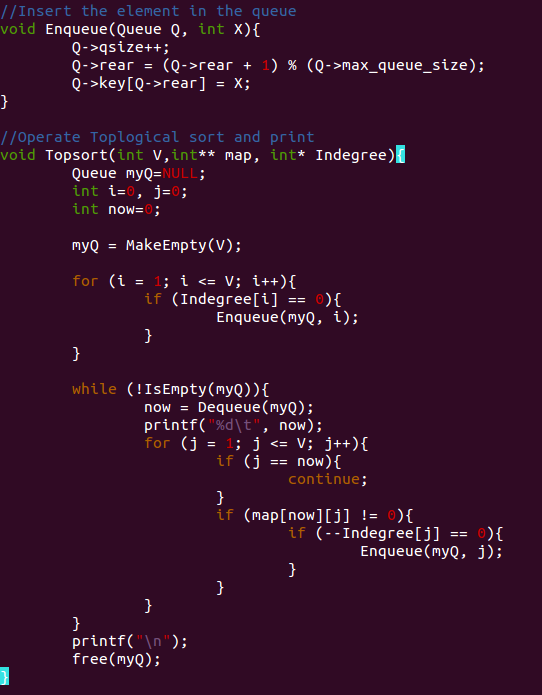 //Insert the element in the queue
void Enqueue(Queue Q, int X){
        Q->qsize++;
        Q->rear = (Q->rear + 1) % (Q->max_queue_size);
        Q->key[Q->rear] = X;
}

//Operate Toplogical sort and print
void Topsort(int V,int** map, int* Indegree){
        Queue myQ=NULL;
        int i=0, j=0;
        int now=0;

        myQ = MakeEmpty(V);

        for (i = 1; i <= V; i++){
                if (Indegree[i] == 0){
                        Enqueue(myQ, i);
                }
        }

        while (!IsEmpty(myQ)){
                now = Dequeue(myQ);
                printf("%d\t", now);
                for (j = 1; j <= V; j++){
                        if (j == now){
                                continue;
                        }
                        if (map[now][j] != 0){
                                if (--Indegree[j] == 0){
                                        Enqueue(myQ, j);
                                }
                        }
                }
        }
        printf("\n");
        free(myQ);
}